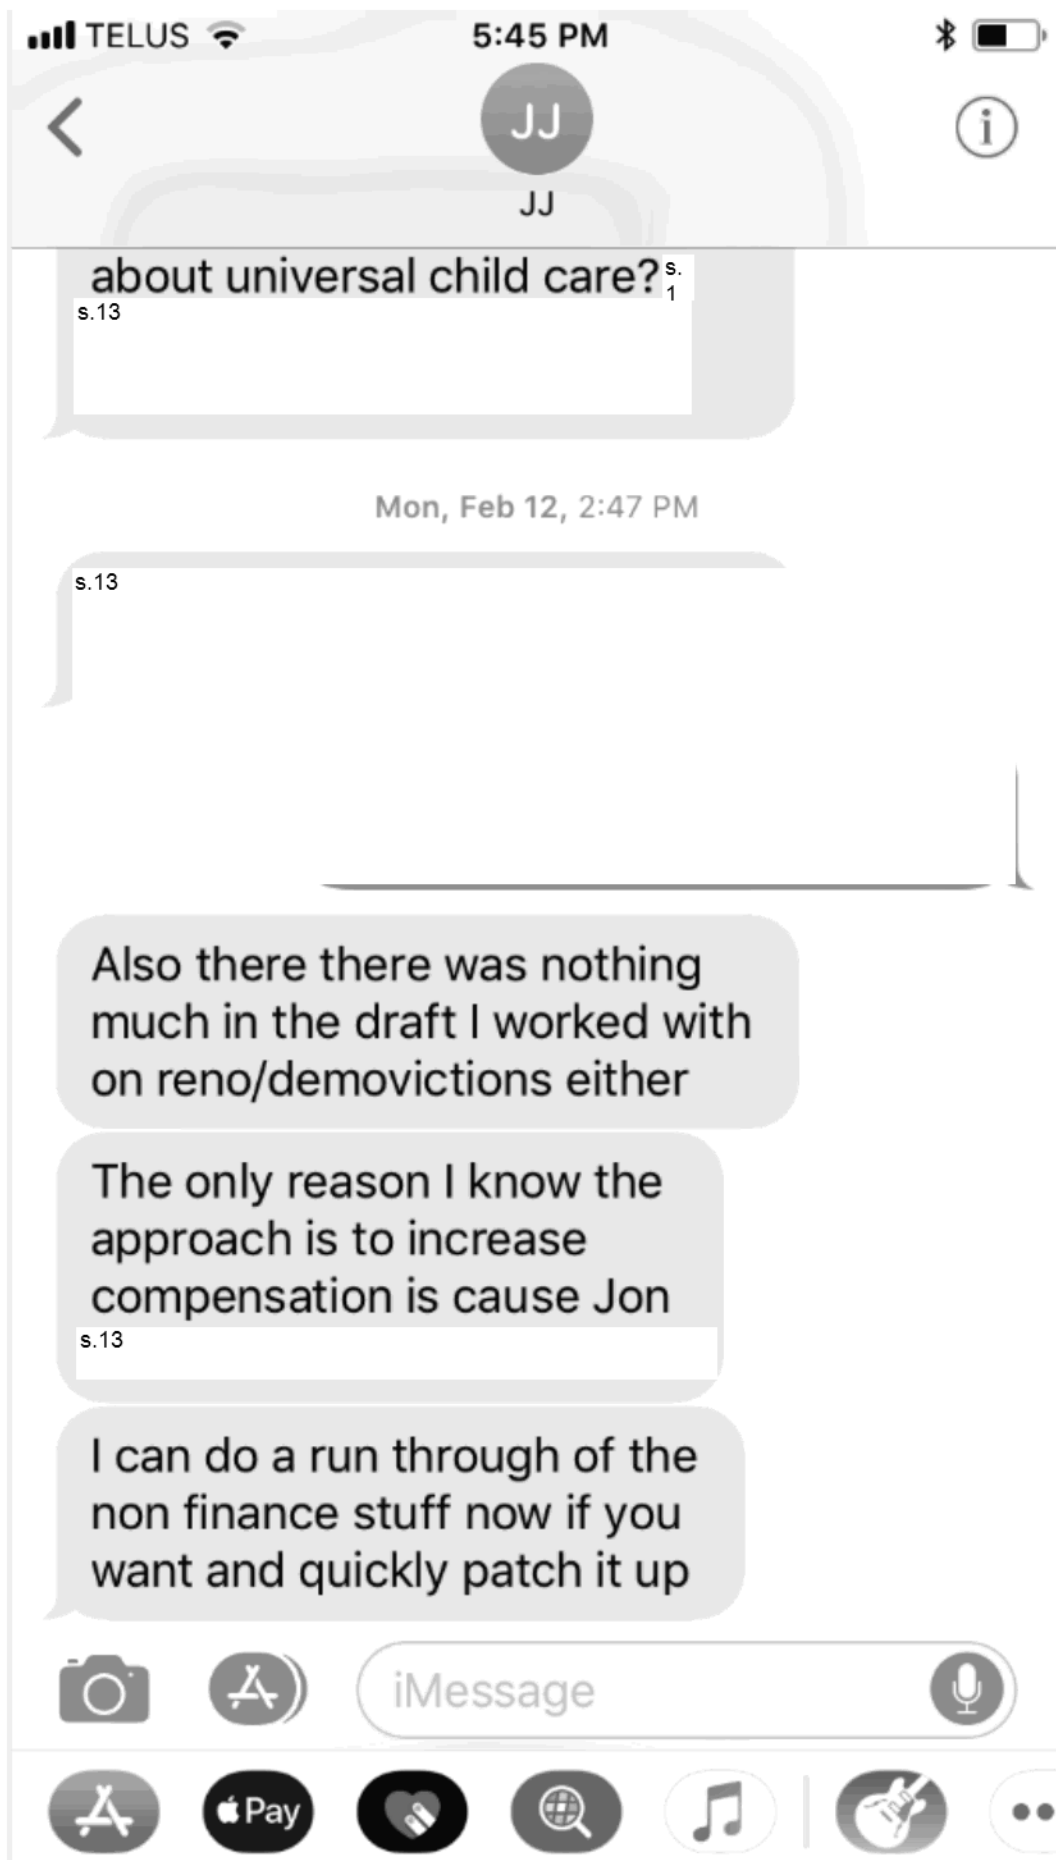 TELUS 5:45 PM
JJ
JJ
about universal child care? s.
1
s.13
Mon, Feb 12, 2:47 PM
s.13
Also there there was nothing
much in the draft I worked with
on reno/demovictions either
The only reason I know the
approach is to increase
compensation is cause Jon
s.13
I can do a run through of the
non finance stuff now if you
want and quickly patch it up
iMessage
Pay